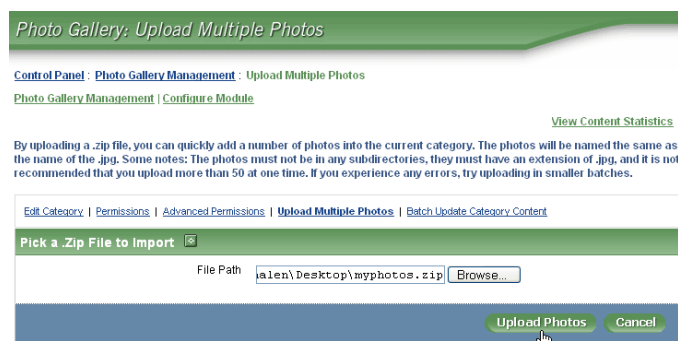 Photo Gallery: Upload Multiple Photos
Control Panel : Photo Gallery Management : Upload Multiple Photos
Photo Gallery Management | Configure Module
View Content Statistics
By uploading a .zip file, you can quickly add a number of photos into the current category. The photos will be named the same as
the name of the .jpg. Some notes: The photos must not be in any subdirectories, they must have an extension of .jpg, and it is not
recommended that you upload more than 50 at one time. If you experience any errors, try uploading in smaller batches.
Edit Category | Permissions | Advanced Permissions | Upload Multiple Photos | Batch Update Category Content
Pick a .Zip File to Import
File Path alen\Desktop\myphotos.zip Browse...
Upload Photos Cancel